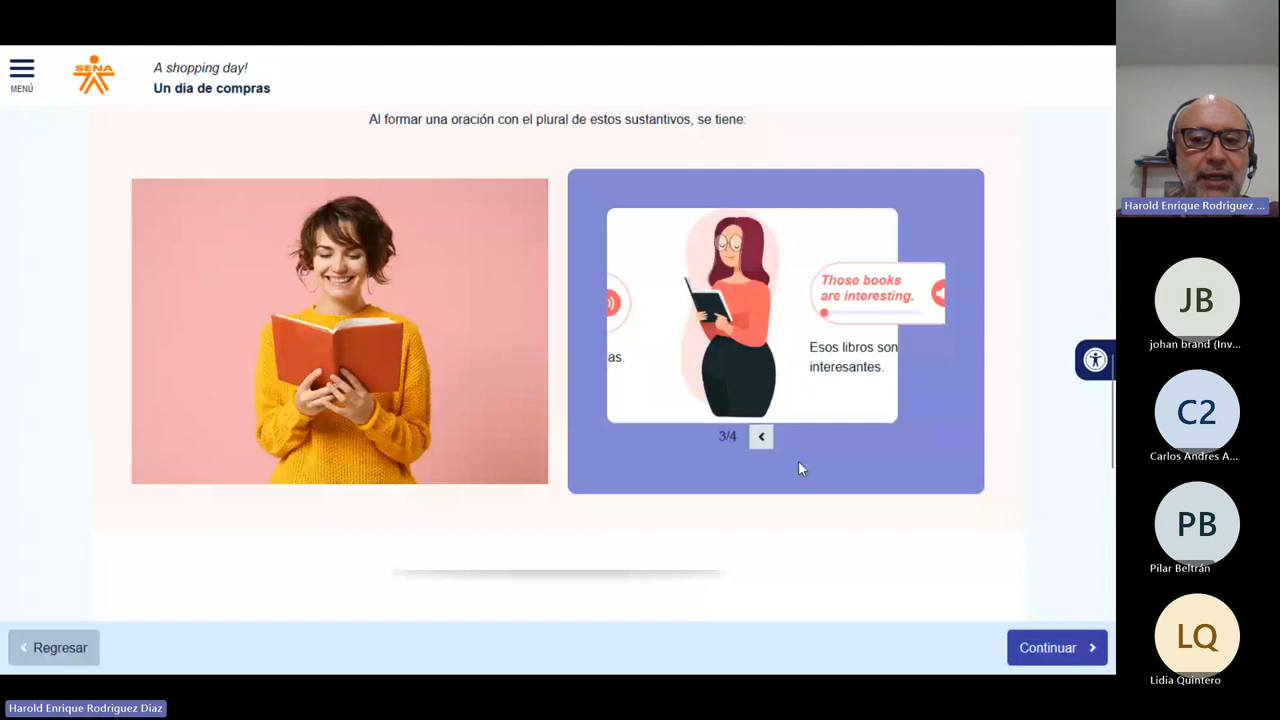 MENÚ
SENA
A shopping day!
Un día de compras
Al formar una oración con el plural de estos sustantivos, se tiene:
as.
Those books
are interesting.
Esos libros son
interesantes.
3/4
Regresar
Continuar
Harold Enrique Rodriguez ...
JB
johan brand (Inv...
C2
Carlos Andres A...
PB
Pilar Beltrán
LQ
Lidia Quintero
Harold Enrique Rodriguez Diaz